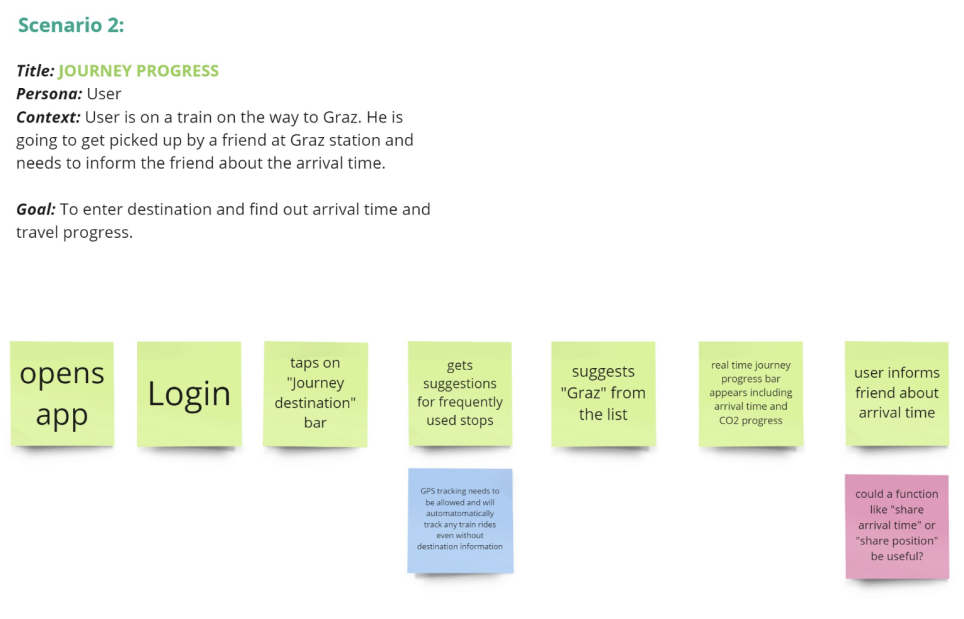 Scenario 2:
Title: JOURNEY PROGRESS
Persona: User
Context: User is on a train on the way to Graz. He is
going to get picked up by a friend at Graz station and
needs to inform the friend about the arrival time.
Goal: To enter destination and find out arrival time and
travel progress.
opens
app
Login
taps on
"Journey
destination"
bar
gets
suggestions
for frequently
used stops
suggests
"Graz" from
the list
real time journey
progress bar
appears including
arrival time and
CO2 progress
user informs
friend about
arrival time
GPS tracking needs to
be allowed and will
automatomatically
track any train rides
even without
destination information
could a function
like "share
arrival time" or
"share position"
be useful?